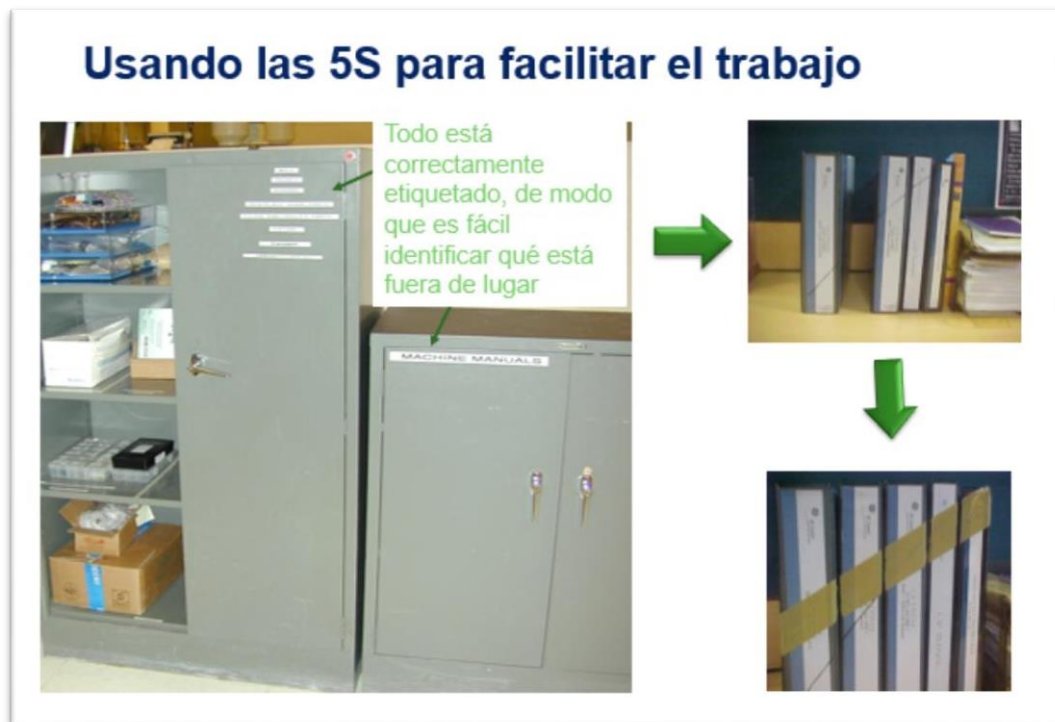 Usando las 5S para facilitar el trabajo
Todo está
correctamente
etiquetado, de modo
que es fácil
identificar qué está
fuera de lugar
MACHINE MANUALS